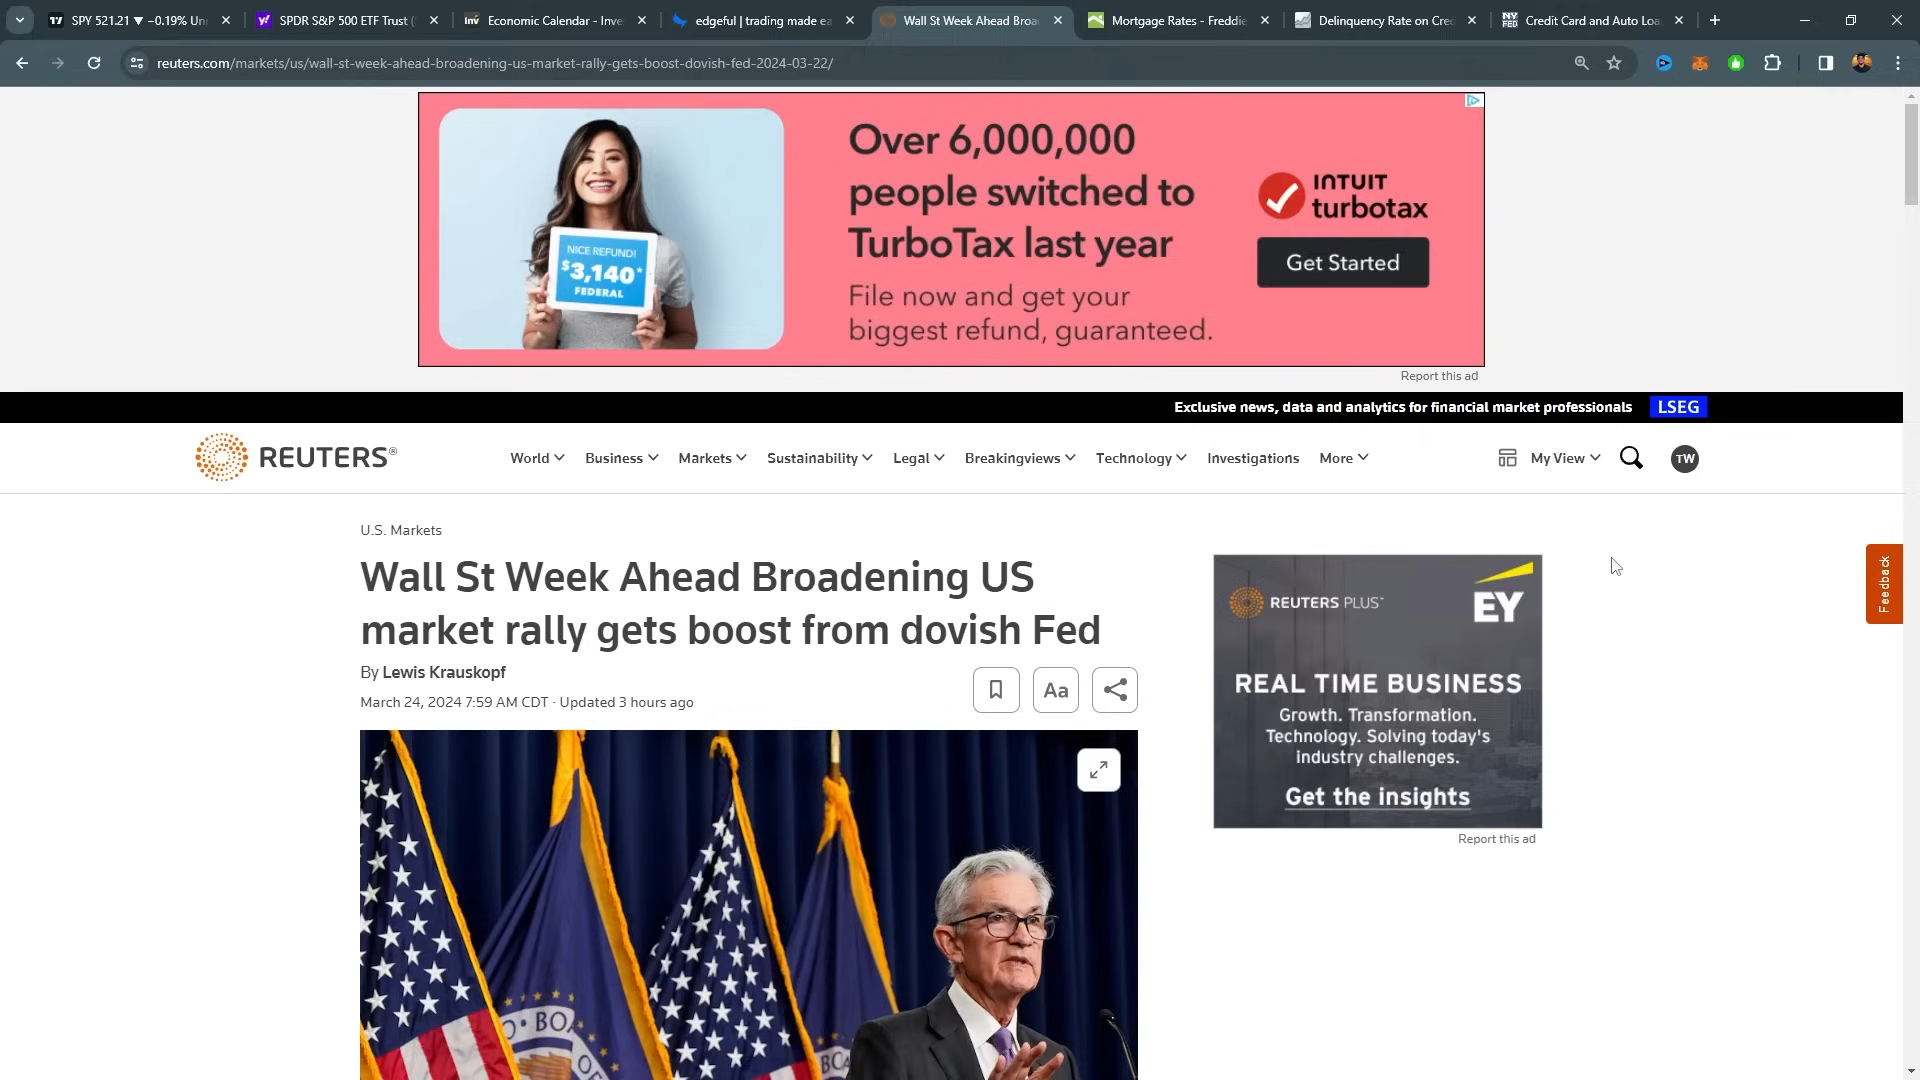 SPY 521.21 ▼ −0.19% Un
SPDR S&P 500 ETF Trust (
Economic Calendar - Inve
edgeful | trading made ea
Wall St Week Ahead Broa
Mortgage Rates - Freddie
Delinquency Rate on Cre
Credit Card and Auto Loa
reuters.com/markets/us/wall-st-week-ahead-broadening-us-market-rally-gets-boost-dovish-fed-2024-03-22/
NICE REFUND!
$3,140*
FEDERAL
Over 6,000,000
people switched to
TurboTax last year
File now and get your
biggest refund, guaranteed.
INTUIT
turbotax
Get Started
Report this ad
Exclusive news, data and analytics for financial market professionals LSEG
REUTERS®
World Business Markets Sustainability Legal Breakingviews Technology Investigations More
My View TW
U.S. Markets
Wall St Week Ahead Broadening US
market rally gets boost from dovish Fed
By Lewis Krauskopf
March 24, 2024 7:59 AM CDT · Updated 3 hours ago
Aa
REUTERS PLUS™
EY
REAL TIME BUSINESS
Growth. Transformation.
Technology. Solving today's
industry challenges.
Get the insights
Report this ad
Feedback